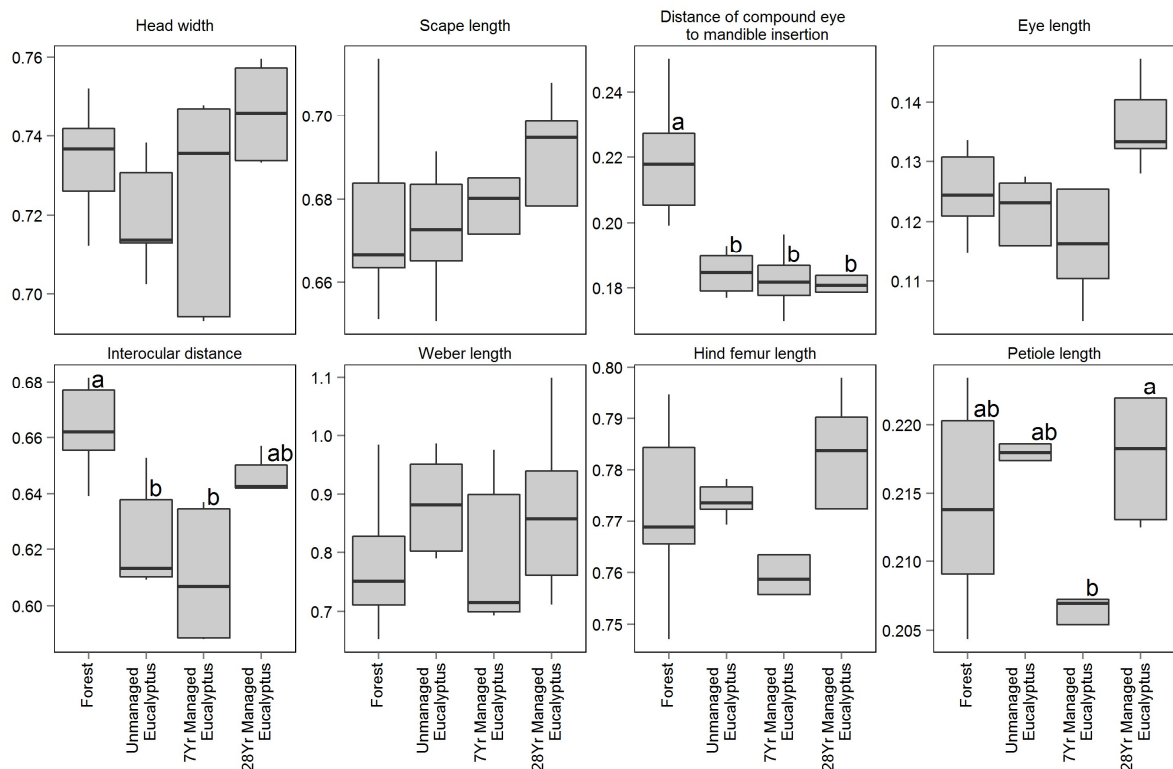 Head width
Scape length
Distance of compound eye
to mandible insertion
Eye length
0.76
0.74
0.72
0.70
0.70
0.68
0.66
0.24
0.22
0.20
0.18
a
b
b
b
0.14
0.13
0.12
0.11
Interocular distance
Weber length
Hind femur length
Petiole length
0.68
0.66
0.64
0.62
0.60
a
b
b
ab
1.1
1.0
0.9
0.8
0.7
0.80
0.79
0.78
0.77
0.76
0.75
0.220
0.215
0.210
0.205
ab
ab
b
a
Forest
Unmanaged
Eucalyptus
7Yr Managed
Eucalyptus
28Yr Managed
Eucalyptus
Forest
Unmanaged
Eucalyptus
7Yr Managed
Eucalyptus
28Yr Managed
Eucalyptus
Forest
Unmanaged
Eucalyptus
7Yr Managed
Eucalyptus
28Yr Managed
Eucalyptus
Forest
Unmanaged
Eucalyptus
7Yr Managed
Eucalyptus
28Yr Managed
Eucalyptus